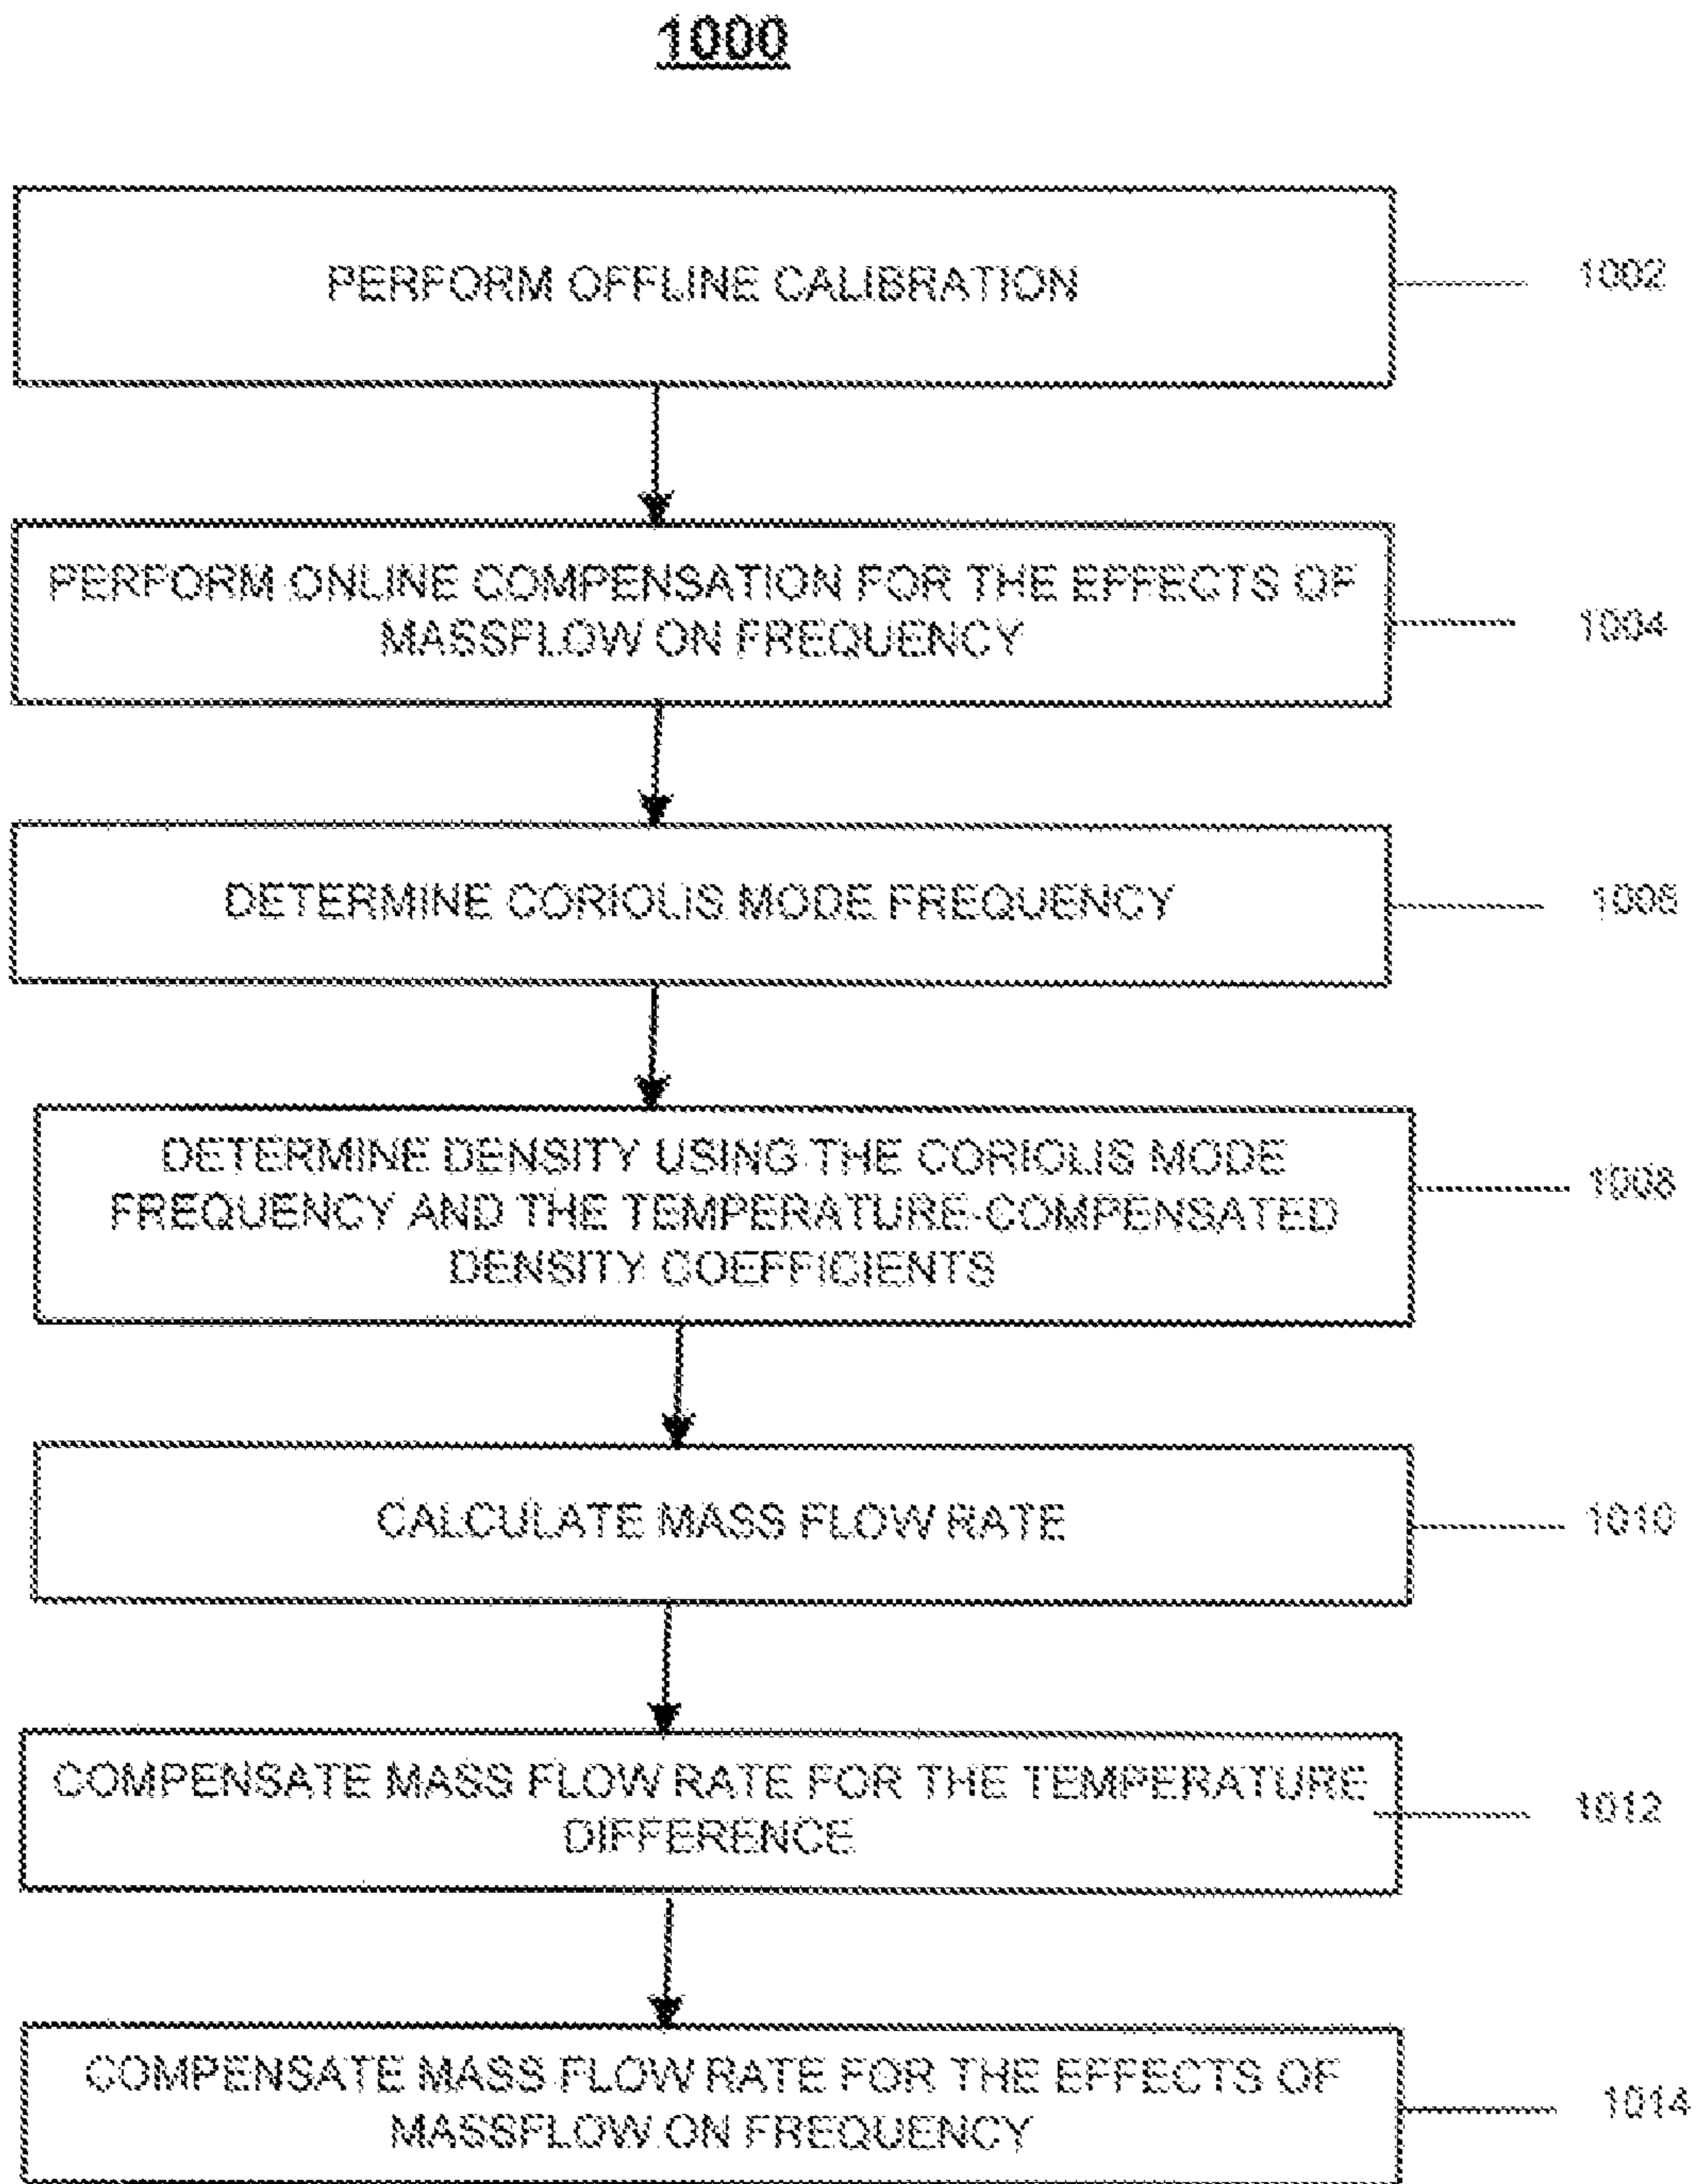 1000
PERFORM OFFLINE CALIBRATION
1002
PERFORM ONLINE COMPENSATION FOR THE EFFECTS OF
MASSFLOW ON FREQUENCY
1004
DETERMINE CORIOLIS MODE FREQUENCY
1006
DETERMINE DENSITY USING THE CORIOLIS MODE
FREQUENCY AND THE TEMPERATURE-COMPENSATED
DENSITY COEFFICIENTS
1008
CALCULATE MASS FLOW RATE
1010
COMPENSATE MASS FLOW RATE FOR THE TEMPERATURE
DIFFERENCE
1012
COMPENSATE MASS FLOW RATE FOR THE EFFECTS OF
MASSFLOW ON FREQUENCY
1014